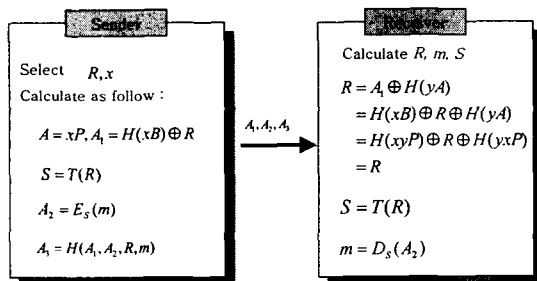 Sender
Select R, x
Calculate as follow :
A = xP, A₁ = H(xB) ⊕ R
S = T(R)
A₂ = E_S(m)
A₃ = H(A₁, A₂, R, m)
A₁, A₂, A₃
Receiver
Calculate R, m, S
R = A₁ ⊕ H(yA)
= H(xB) ⊕ R ⊕ H(yA)
= H(xyP) ⊕ R ⊕ H(yxP)
= R
S = T(R)
m = D_S(A₂)